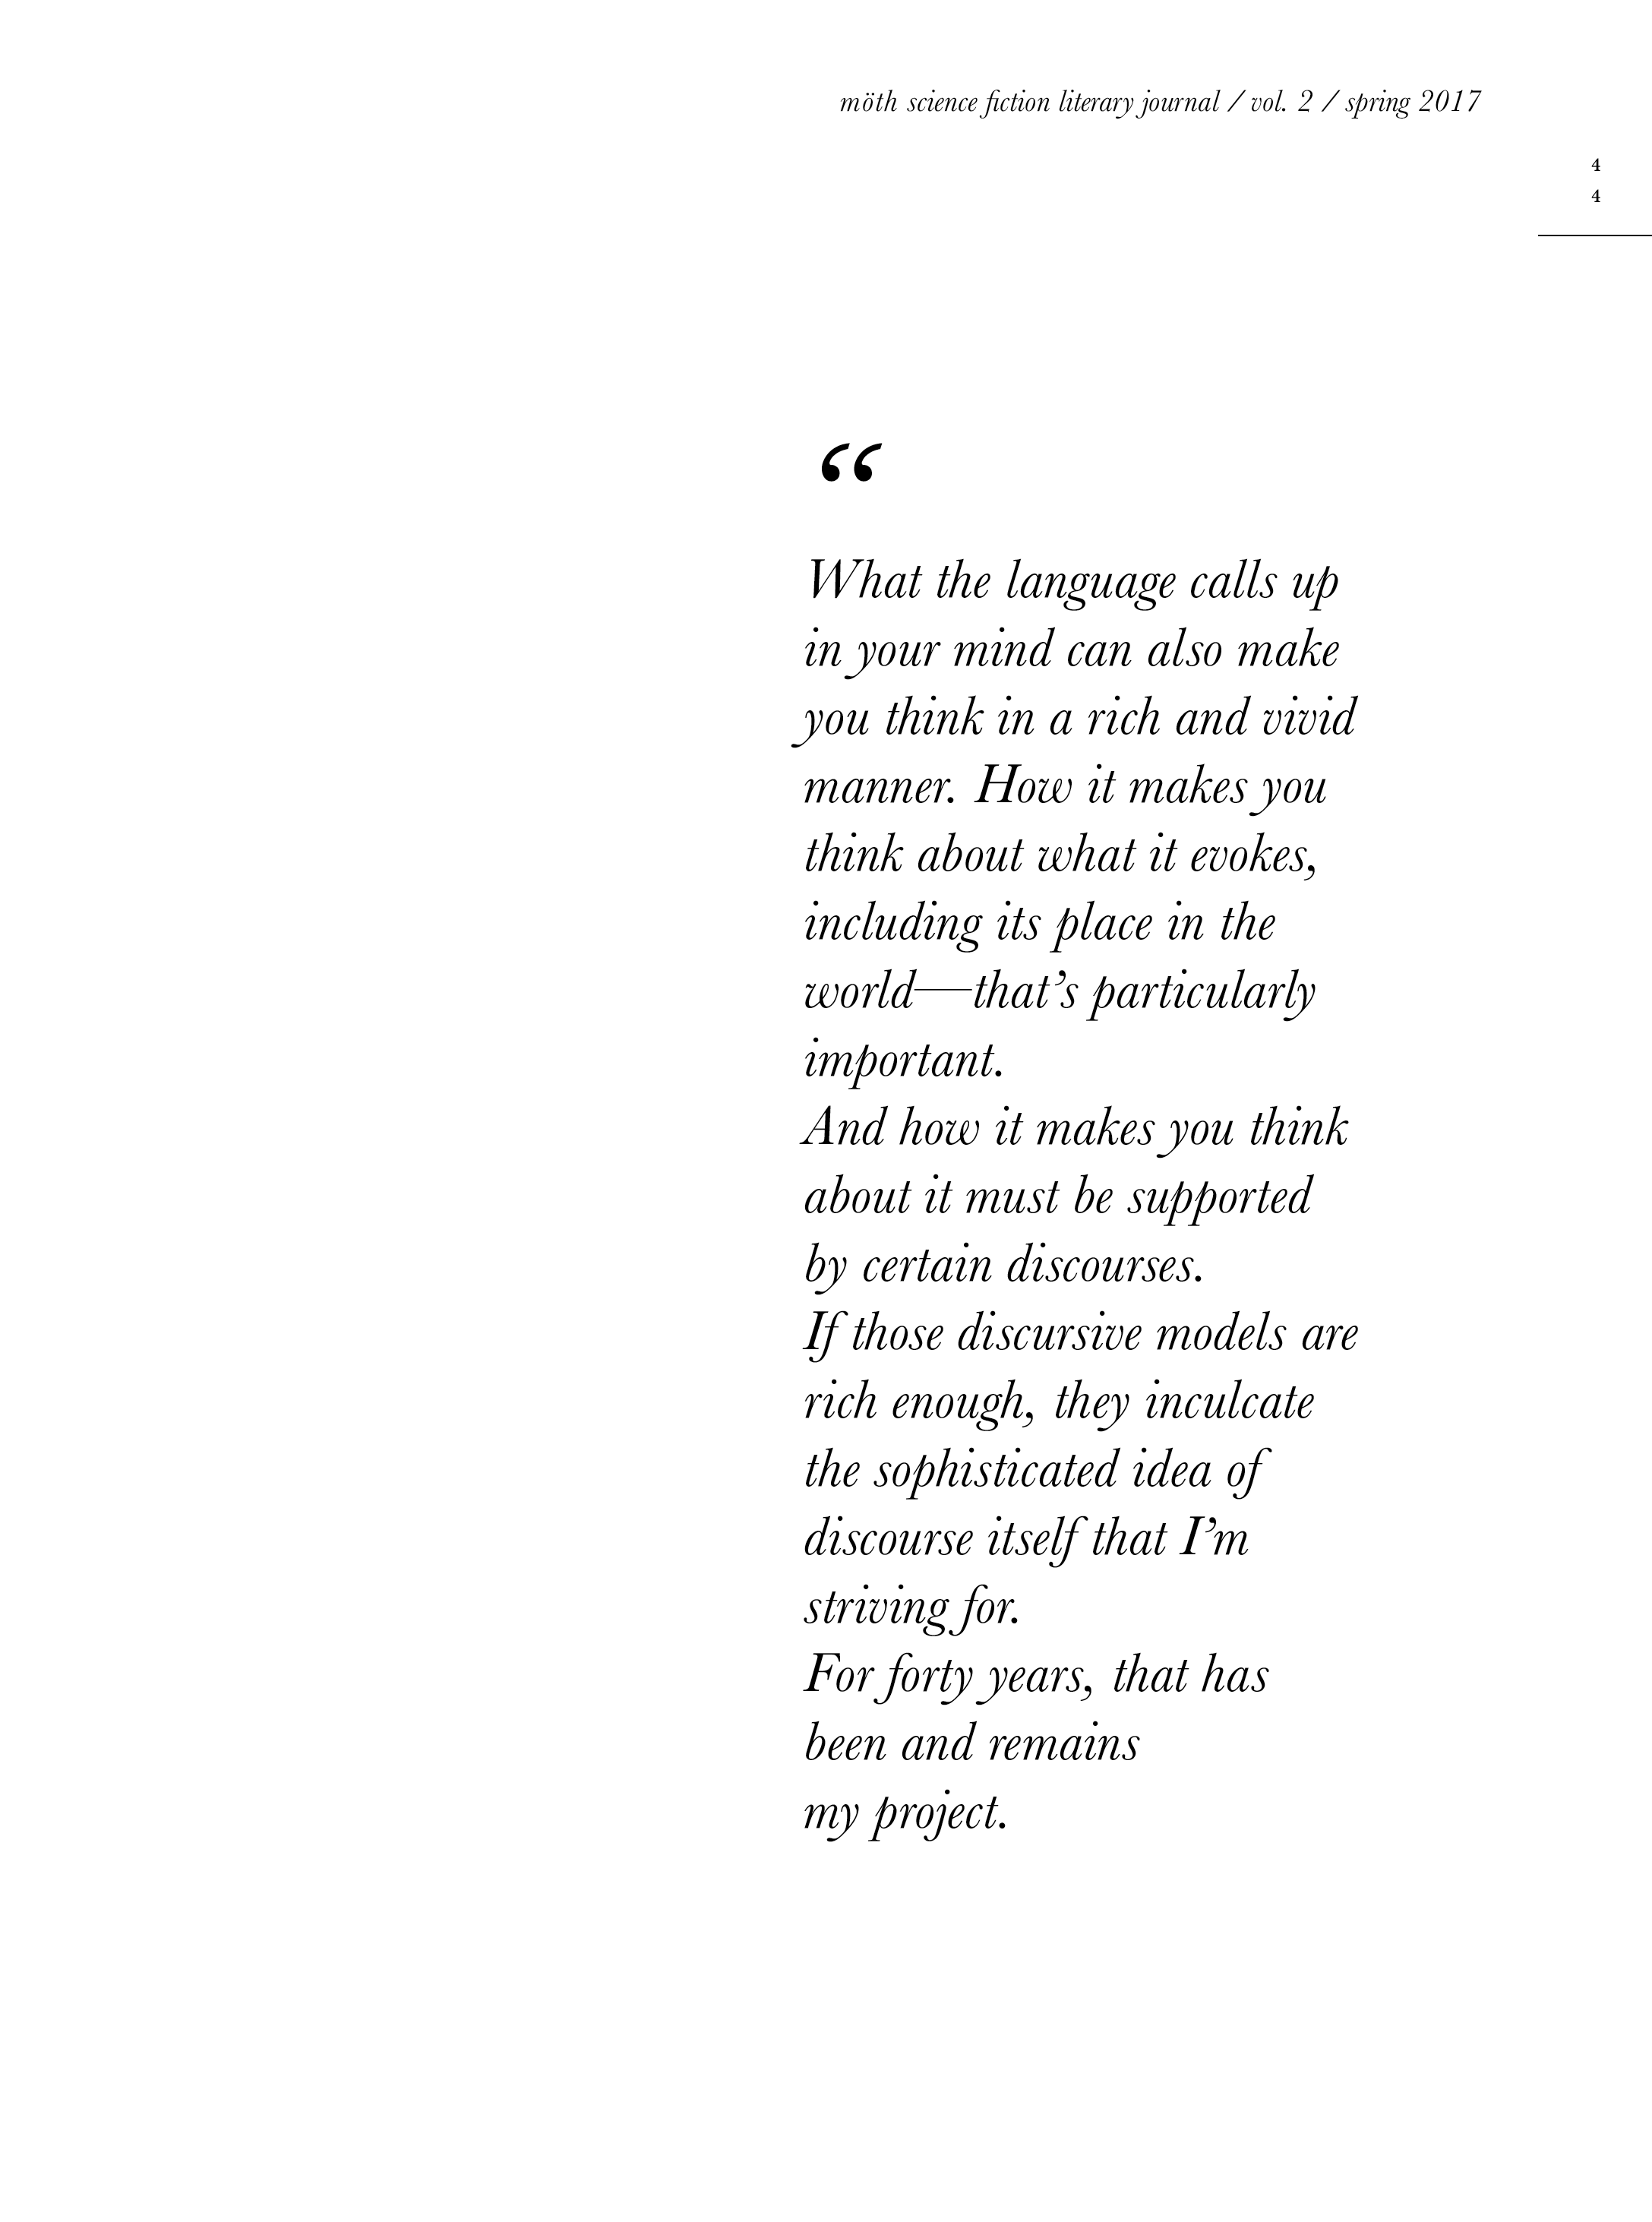 möth science fiction literary journal / vol. 2 / spring 2017
4
4
“
What the language calls up
in your mind can also make
you think in a rich and vivid
manner. How it makes you
think about what it evokes,
including its place in the
world—that’s particularly
important.
And how it makes you think
about it must be supported
by certain discourses.
If those discursive models are
rich enough, they inculcate
the sophisticated idea of
discourse itself that I’m
striving for.
For forty years, that has
been and remains
my project.